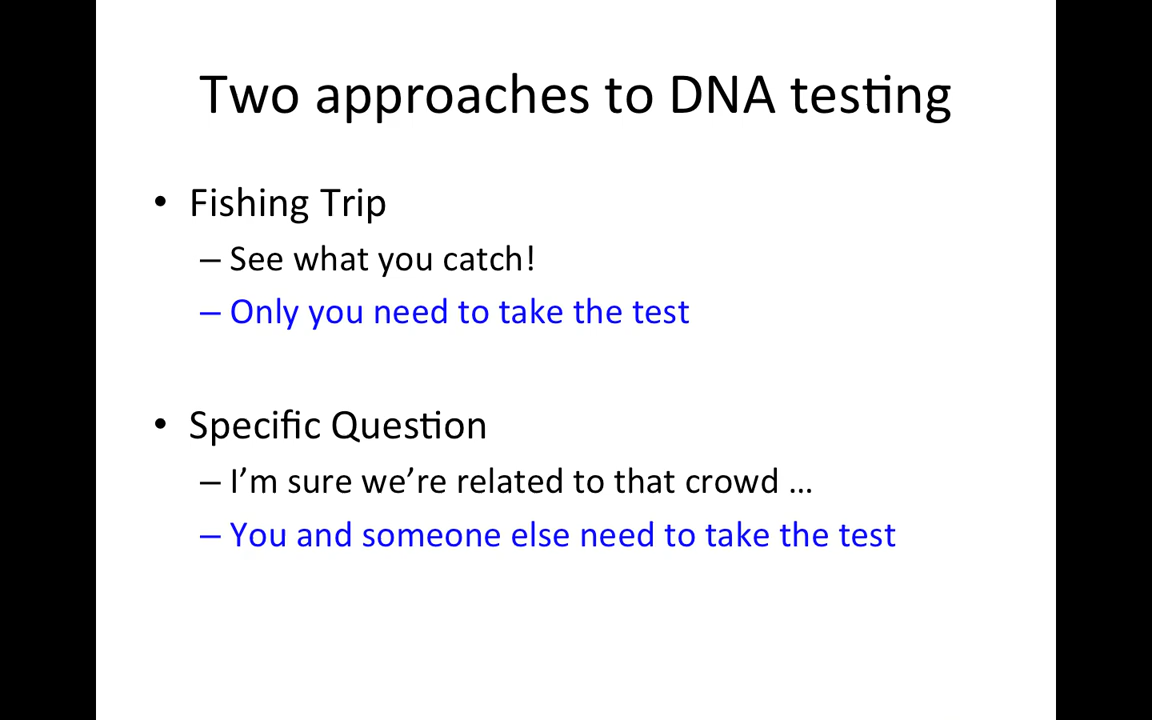 Two approaches to DNA testing
• Fishing Trip
– See what you catch!
– Only you need to take the test
• Specific Question
– I’m sure we’re related to that crowd …
– You and someone else need to take the test